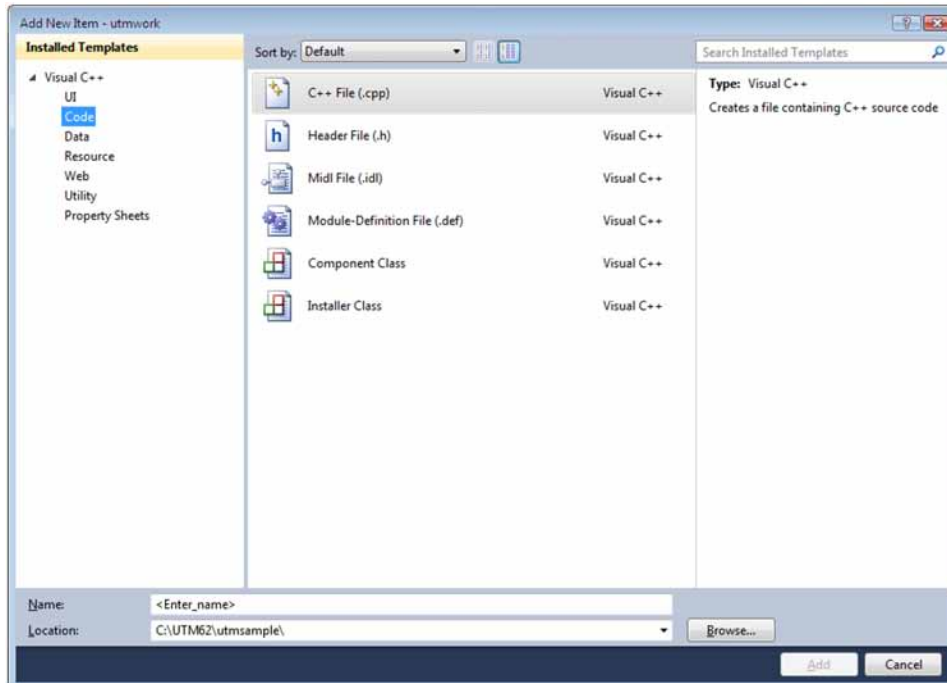 Add New Item - utmwork
Installed Templates
Visual C++
UI
Code
Data
Resource
Web
Utility
Property Sheets
Sort by: Default
C++ File (.cpp) Visual C++
Header File (.h) Visual C++
Midl File (.idl) Visual C++
Module-Definition File (.def) Visual C++
Component Class Visual C++
Installer Class Visual C++
Search Installed Templates
Type: Visual C++
Creates a file containing C++ source code
Name: <Enter_name>
Location: C:\UTM62\utmsample\
Browse...
Add Cancel